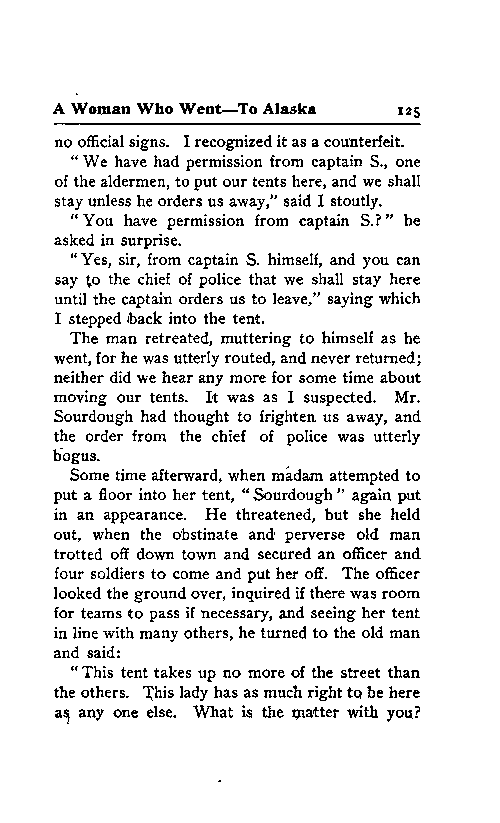 A Woman Who Went—To Alaska 125
no official signs. I recognized it as a counterfeit.
“We have had permission from captain S., one
of the aldermen, to put our tents here, and we shall
stay unless he orders us away,” said I stoutly.
“You have permission from captain S.?” he
asked in surprise.
“Yes, sir, from captain S. himself, and you can
say to the chief of police that we shall stay here
until the captain orders us to leave,” saying which
I stepped back into the tent.
The man retreated, muttering to himself as he
went, for he was utterly routed, and never returned;
neither did we hear any more for some time about
moving our tents. It was as I suspected. Mr.
Sourdough had thought to frighten us away, and
the order from the chief of police was utterly
bogus.
Some time afterward, when madam attempted to
put a floor into her tent, “Sourdough” again put
in an appearance. He threatened, but she held
out, when the obstinate and perverse old man
trotted off down town and secured an officer and
four soldiers to come and put her off. The officer
looked the ground over, inquired if there was room
for teams to pass if necessary, and seeing her tent
in line with many others, he turned to the old man
and said:
“This tent takes up no more of the street than
the others. This lady has as much right to be here
as any one else. What is the matter with you?